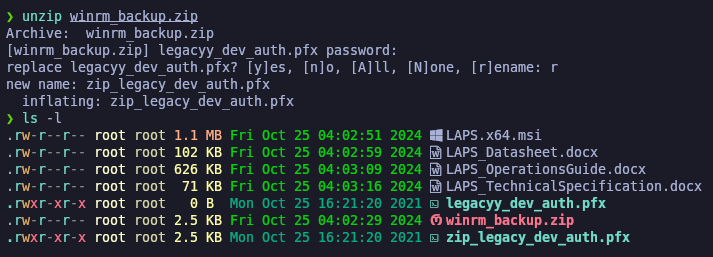 ❯ unzip winrm_backup.zip
Archive:  winrm_backup.zip
[winrm_backup.zip] legacyy_dev_auth.pfx password:
replace legacyy_dev_auth.pfx? [y]es, [n]o, [A]ll, [N]one, [r]ename: r
new name: zip_legacy_dev_auth.pfx
  inflating: zip_legacy_dev_auth.pfx
❯ ls -l
.rw-r--r-- root root 1.1 MB Fri Oct 25 04:02:51 2024 LAPS.x64.msi
.rw-r--r-- root root 102 KB Fri Oct 25 04:02:59 2024 LAPS_Datasheet.docx
.rw-r--r-- root root 626 KB Fri Oct 25 04:03:09 2024 LAPS_OperationsGuide.docx
.rw-r--r-- root root  71 KB Fri Oct 25 04:03:16 2024 LAPS_TechnicalSpecification.docx
.rwxr-xr-x root root   0 B  Mon Oct 25 16:21:20 2021 legacyy_dev_auth.pfx
.rw-r--r-- root root 2.5 KB Fri Oct 25 04:02:29 2024 winrm_backup.zip
.rwxr-xr-x root root 2.5 KB Mon Oct 25 16:21:20 2021 zip_legacy_dev_auth.pfx